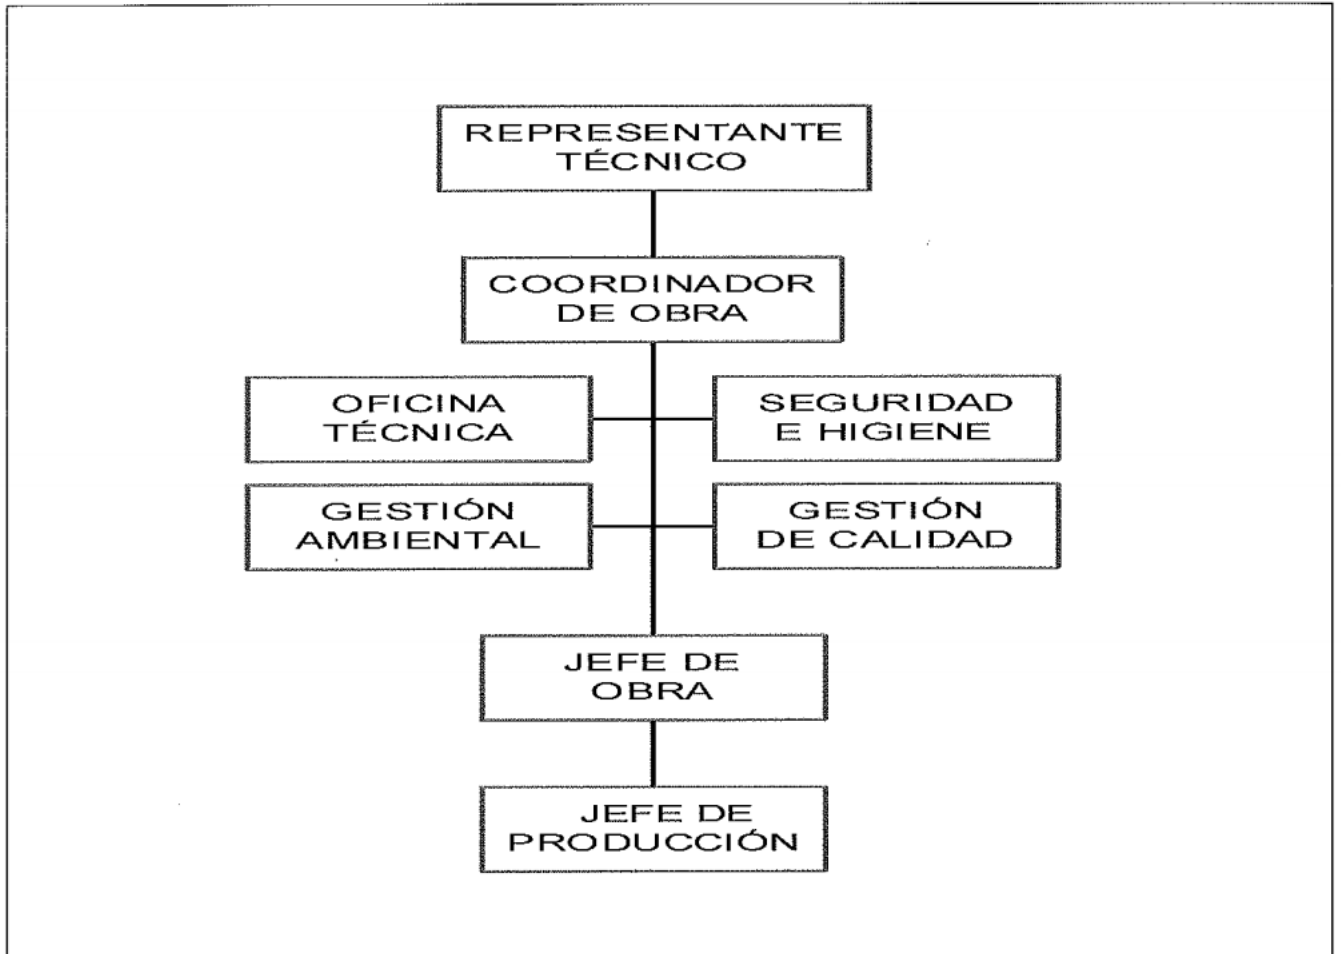 REPRESENTANTE
TÉCNICO
COORDINADOR
DE OBRA
OFICINA
TÉCNICA
SEGURIDAD
E HIGIENE
GESTIÓN
AMBIENTAL
GESTIÓN
DE CALIDAD
JEFE DE
OBRA
JEFE DE
PRODUCCIÓN